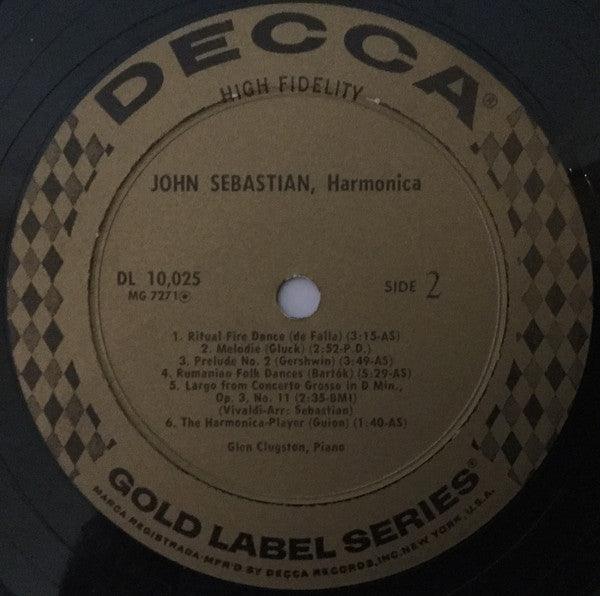 DECCA®
HIGH FIDELITY
JOHN SEBASTIAN, Harmonica
DL 10,025
MG 7271
SIDE 2
1. Ritual Fire Dance (de Falla) (3:15-AS)
2. Melodie (Gluck) (2:52-P.D.)
3. Prelude No. 2 (Gershwin) (3:49-AS)
4. Rumanian Folk Dances (Bartók) (5:29-AS)
5. Largo from Concerto Grosso in D Min.,
Op. 3, No. 11 (2:35-BMI)
(Vivaldi-Arr: Sebastian)
6. The Harmonica-Player (Guion) (1:40-AS)
Glen Clugston, Piano
GOLD LABEL SERIES®
MARCA REGISTRADA·MFR'D BY DECCA RECORDS, INC. NEW YORK, U.S.A.